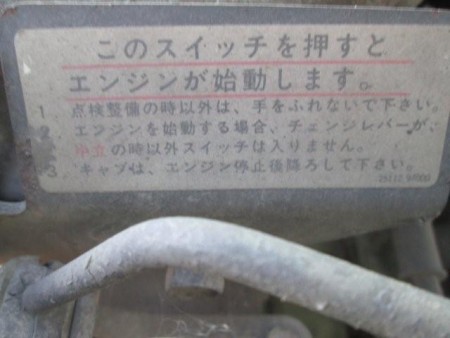 このスイッチを押すと
エンジンが始動します。
1. 点検整備の時以外は、手をふれないで下さい。
2. エンジンを始動する場合、チェンジレバーが、
中立の時以外スイッチは入りません。
3. キャブは、エンジン停止後降ろして下さい。